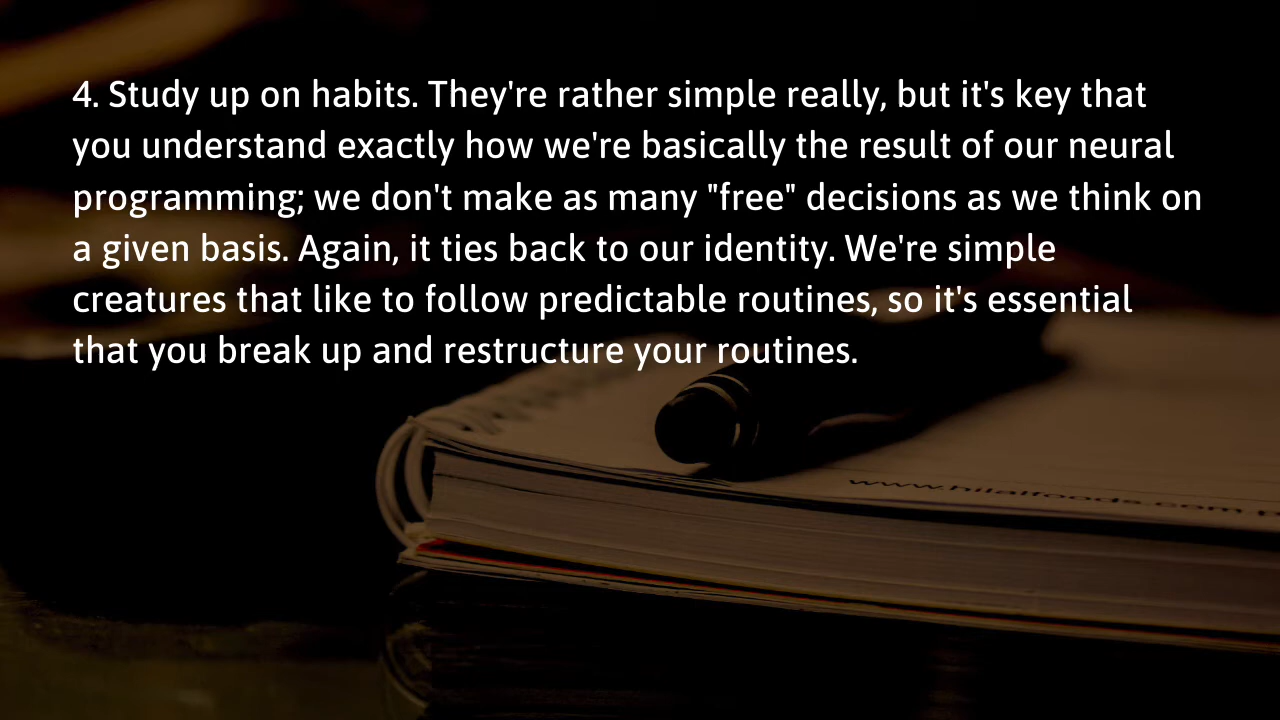 4. Study up on habits. They're rather simple really, but it's key that
you understand exactly how we're basically the result of our neural
programming; we don't make as many "free" decisions as we think on
a given basis. Again, it ties back to our identity. We're simple
creatures that like to follow predictable routines, so it's essential
that you break up and restructure your routines.
www.hilalfoods.com.p